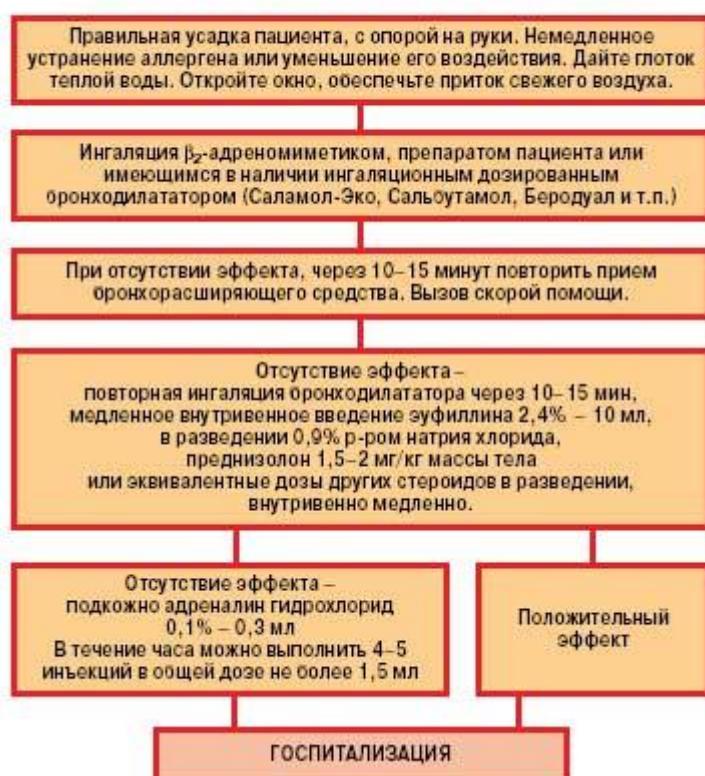 Правильная усадка пациента, с опорой на руки. Немедленное
устранение аллергена или уменьшение его воздействия. Дайте глоток
теплой воды. Откройте окно, обеспечьте приток свежего воздуха.
Ингаляция β₂-адреномиметиком, препаратом пациента или
имеющимся в наличии ингаляционным дозированным
бронходилататором (Саламол-Эко, Сальбутамол, Беродуал и т.п.)
При отсутствии эффекта, через 10–15 минут повторить прием
бронхорасширяющего средства. Вызов скорой помощи.
Отсутствие эффекта –
повторная ингаляция бронходилататора через 10–15 мин,
медленное внутривенное введение эуфиллина 2,4% – 10 мл,
в разведении 0,9% р-ром натрия хлорида,
преднизолон 1,5–2 мг/кг массы тела
или эквивалентные дозы других стероидов в разведении,
внутривенно медленно.
Отсутствие эффекта –
подкожно адреналин гидрохлорид
0,1% – 0,3 мл
В течение часа можно выполнить 4–5
инъекций в общей дозе не более 1,5 мл
Положительный
эффект
ГОСПИТАЛИЗАЦИЯ